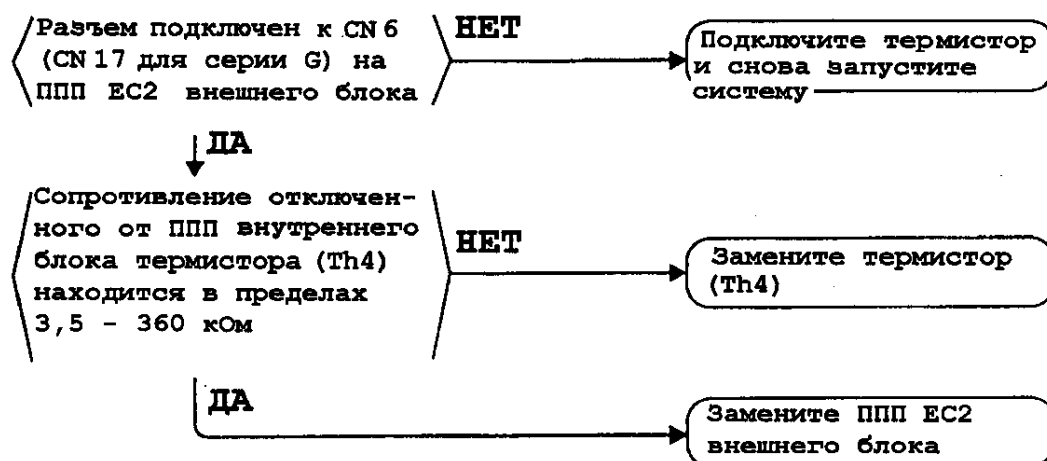 Разъем подключен к CN 6
(CN 17 для серии G) на
ППП EC2 внешнего блока
НЕТ
Подключите термистор
и снова запустите
систему
ДА
Сопротивление отключен-
ного от ППП внутреннего
блока термистора (Th4)
находится в пределах
3,5 - 360 кОм
НЕТ
Замените термистор
(Th4)
ДА
Замените ППП EC2
внешнего блока